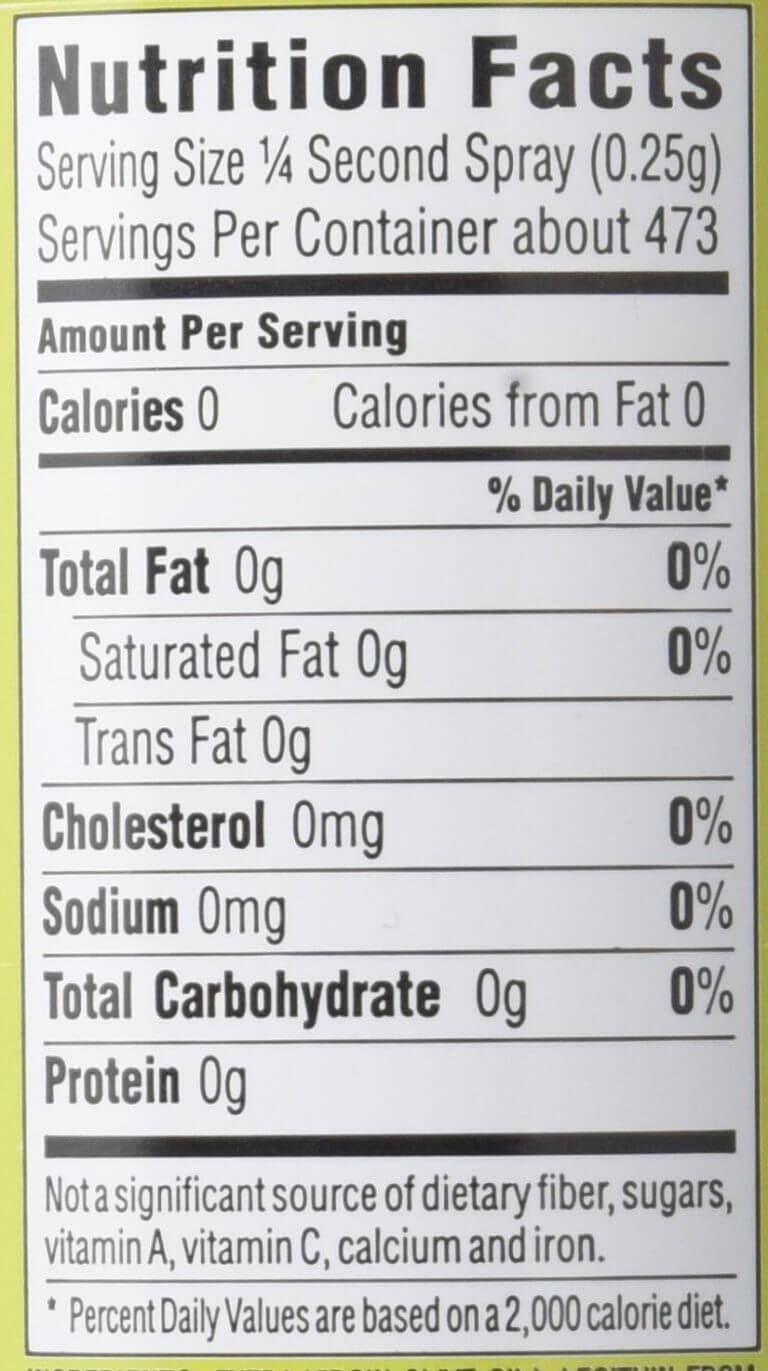 Nutrition Facts
Serving Size ¼ Second Spray (0.25g)
Servings Per Container about 473
Amount Per Serving
Calories 0 Calories from Fat 0
% Daily Value*
Total Fat 0g 0%
Saturated Fat 0g 0%
Trans Fat 0g
Cholesterol 0mg 0%
Sodium 0mg 0%
Total Carbohydrate 0g 0%
Protein 0g
Not a significant source of dietary fiber, sugars,
vitamin A, vitamin C, calcium and iron.
* Percent Daily Values are based on a 2,000 calorie diet.